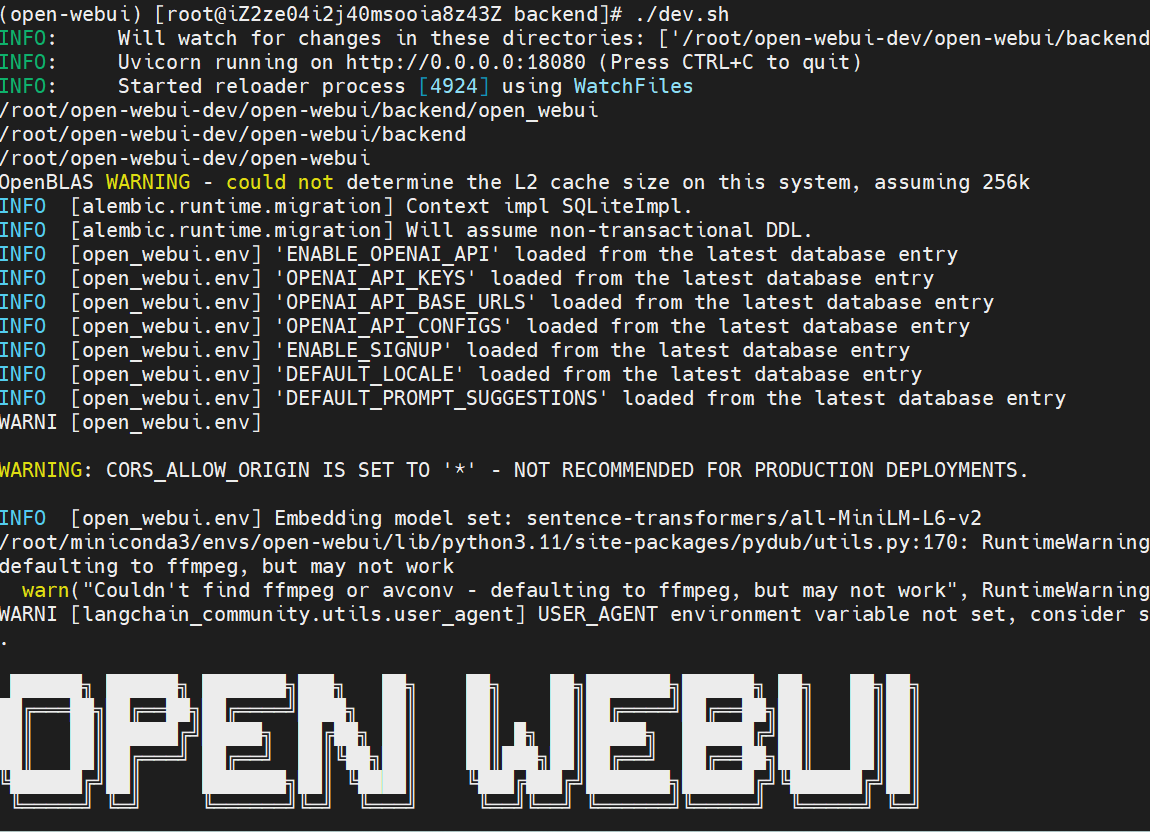 (open-webui) [root@iZ2ze04i2j40msooia8z43Z backend]# ./dev.sh
INFO:     Will watch for changes in these directories: ['/root/open-webui-dev/open-webui/backend
INFO:     Uvicorn running on http://0.0.0.0:18080 (Press CTRL+C to quit)
INFO:     Started reloader process [4924] using WatchFiles
/root/open-webui-dev/open-webui/backend/open_webui
/root/open-webui-dev/open-webui/backend
/root/open-webui-dev/open-webui
OpenBLAS WARNING - could not determine the L2 cache size on this system, assuming 256k
INFO  [alembic.runtime.migration] Context impl SQLiteImpl.
INFO  [alembic.runtime.migration] Will assume non-transactional DDL.
INFO  [open_webui.env] 'ENABLE_OPENAI_API' loaded from the latest database entry
INFO  [open_webui.env] 'OPENAI_API_KEYS' loaded from the latest database entry
INFO  [open_webui.env] 'OPENAI_API_BASE_URLS' loaded from the latest database entry
INFO  [open_webui.env] 'OPENAI_API_CONFIGS' loaded from the latest database entry
INFO  [open_webui.env] 'ENABLE_SIGNUP' loaded from the latest database entry
INFO  [open_webui.env] 'DEFAULT_LOCALE' loaded from the latest database entry
INFO  [open_webui.env] 'DEFAULT_PROMPT_SUGGESTIONS' loaded from the latest database entry
WARNI [open_webui.env]
WARNING: CORS_ALLOW_ORIGIN IS SET TO '*' - NOT RECOMMENDED FOR PRODUCTION DEPLOYMENTS.
INFO  [open_webui.env] Embedding model set: sentence-transformers/all-MiniLM-L6-v2
/root/miniconda3/envs/open-webui/lib/python3.11/site-packages/pydub/utils.py:170: RuntimeWarning
defaulting to ffmpeg, but may not work
  warn("Couldn't find ffmpeg or avconv - defaulting to ffmpeg, but may not work", RuntimeWarning
WARNI [langchain_community.utils.user_agent] USER_AGENT environment variable not set, consider s
.
OPEN WEBUI